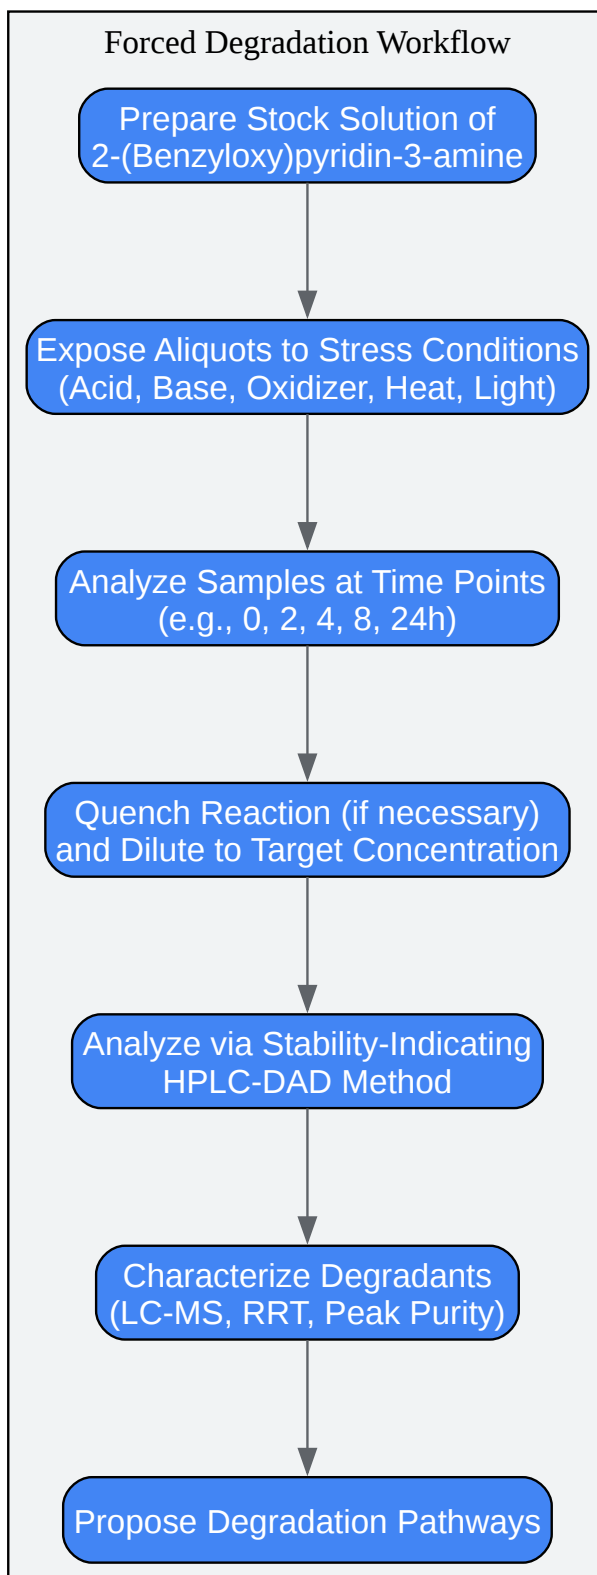 Forced Degradation Workflow
Prepare Stock Solution of
2-(Benzyloxy)pyridin-3-amine
Expose Aliquots to Stress Conditions
(Acid, Base, Oxidizer, Heat, Light)
Analyze Samples at Time Points
(e.g., 0, 2, 4, 8, 24h)
Quench Reaction (if necessary)
and Dilute to Target Concentration
Analyze via Stability-Indicating
HPLC-DAD Method
Characterize Degradants
(LC-MS, RRT, Peak Purity)
Propose Degradation Pathways